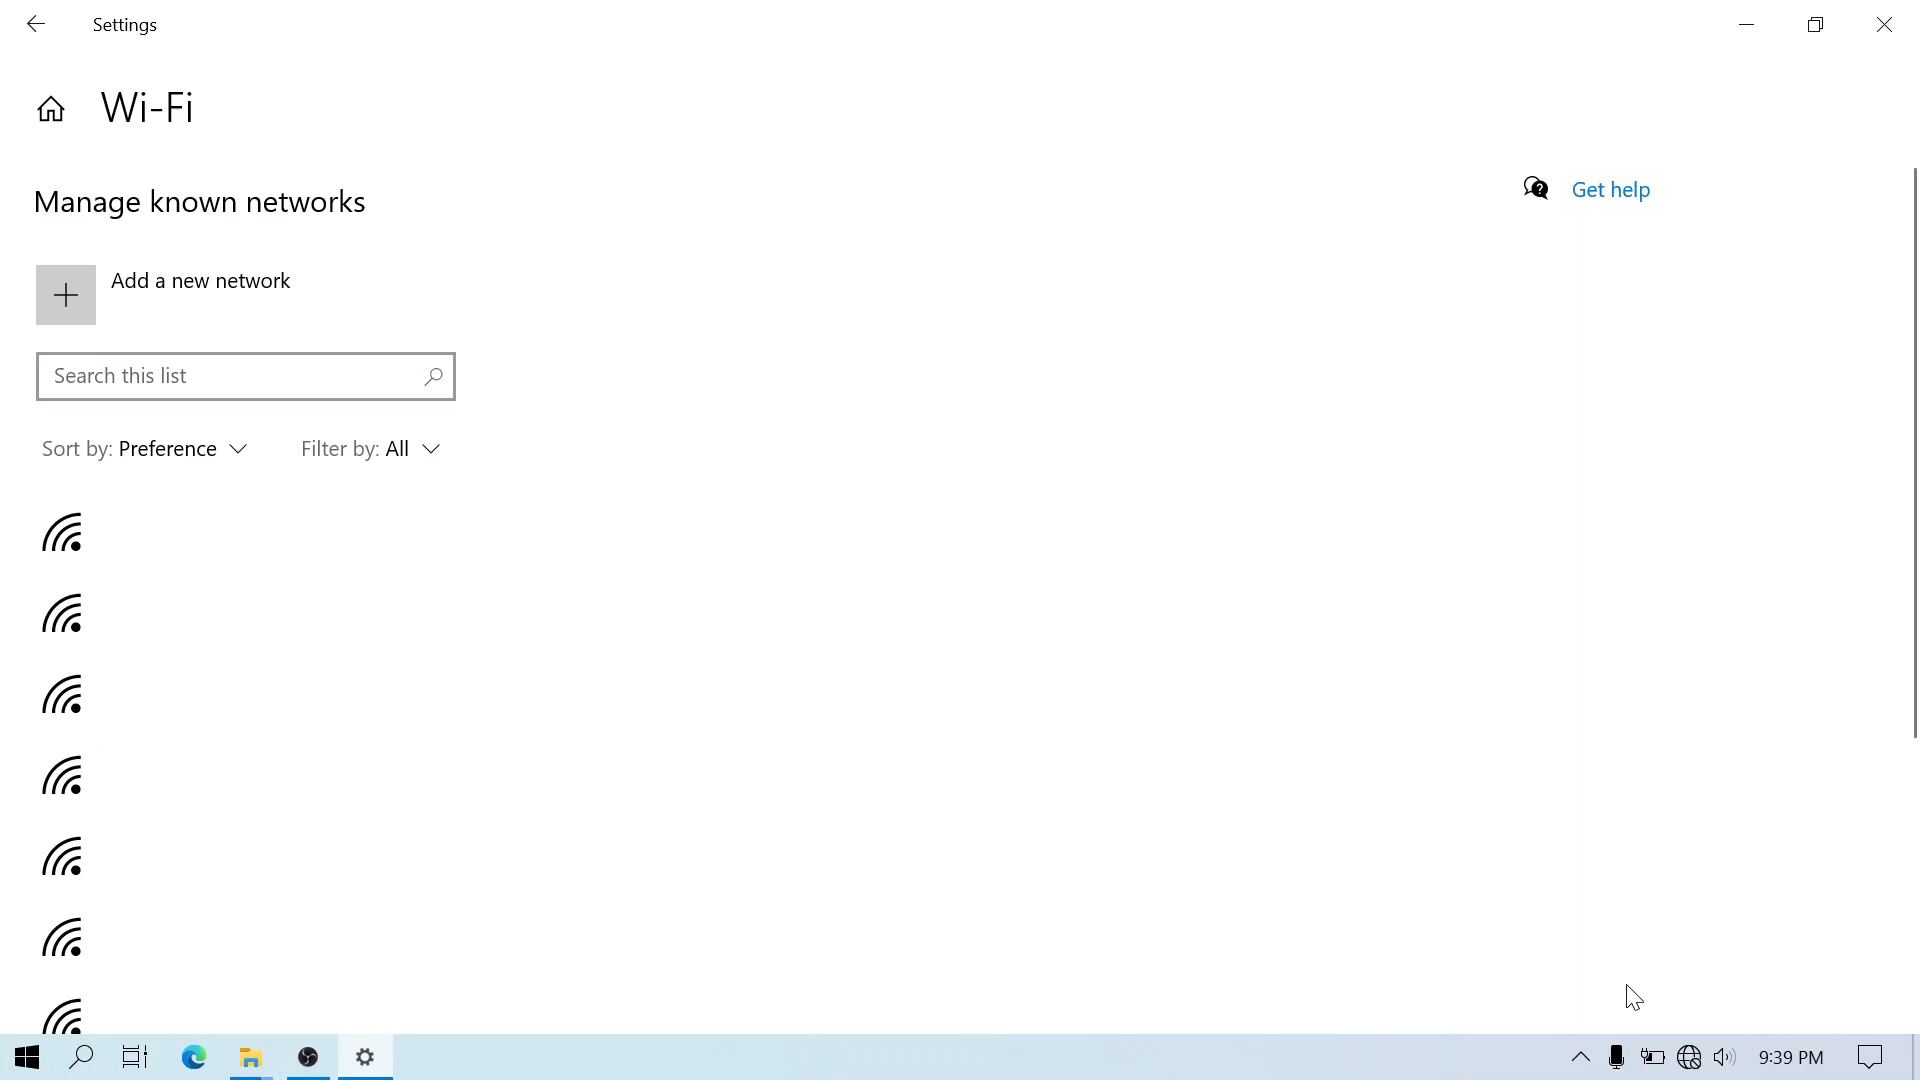 Settings
Wi-Fi
Manage known networks
Get help
Add a new network
Search this list
Sort by: Preference
Filter by: All
9:39 PM